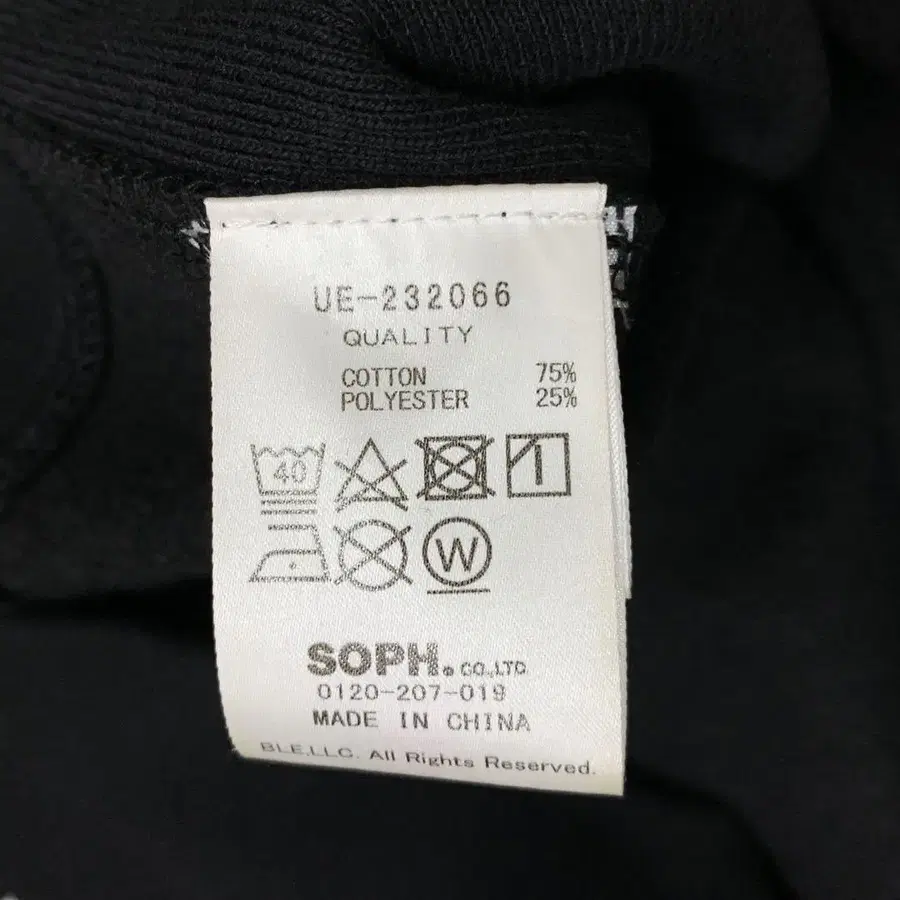 UE-232066
QUALITY
COTTON 75%
POLYESTER 25%
40
W
SOPH. CO.,LTD.
0120-207-019
MADE IN CHINA
BLE,LLC. All Rights Reserved.